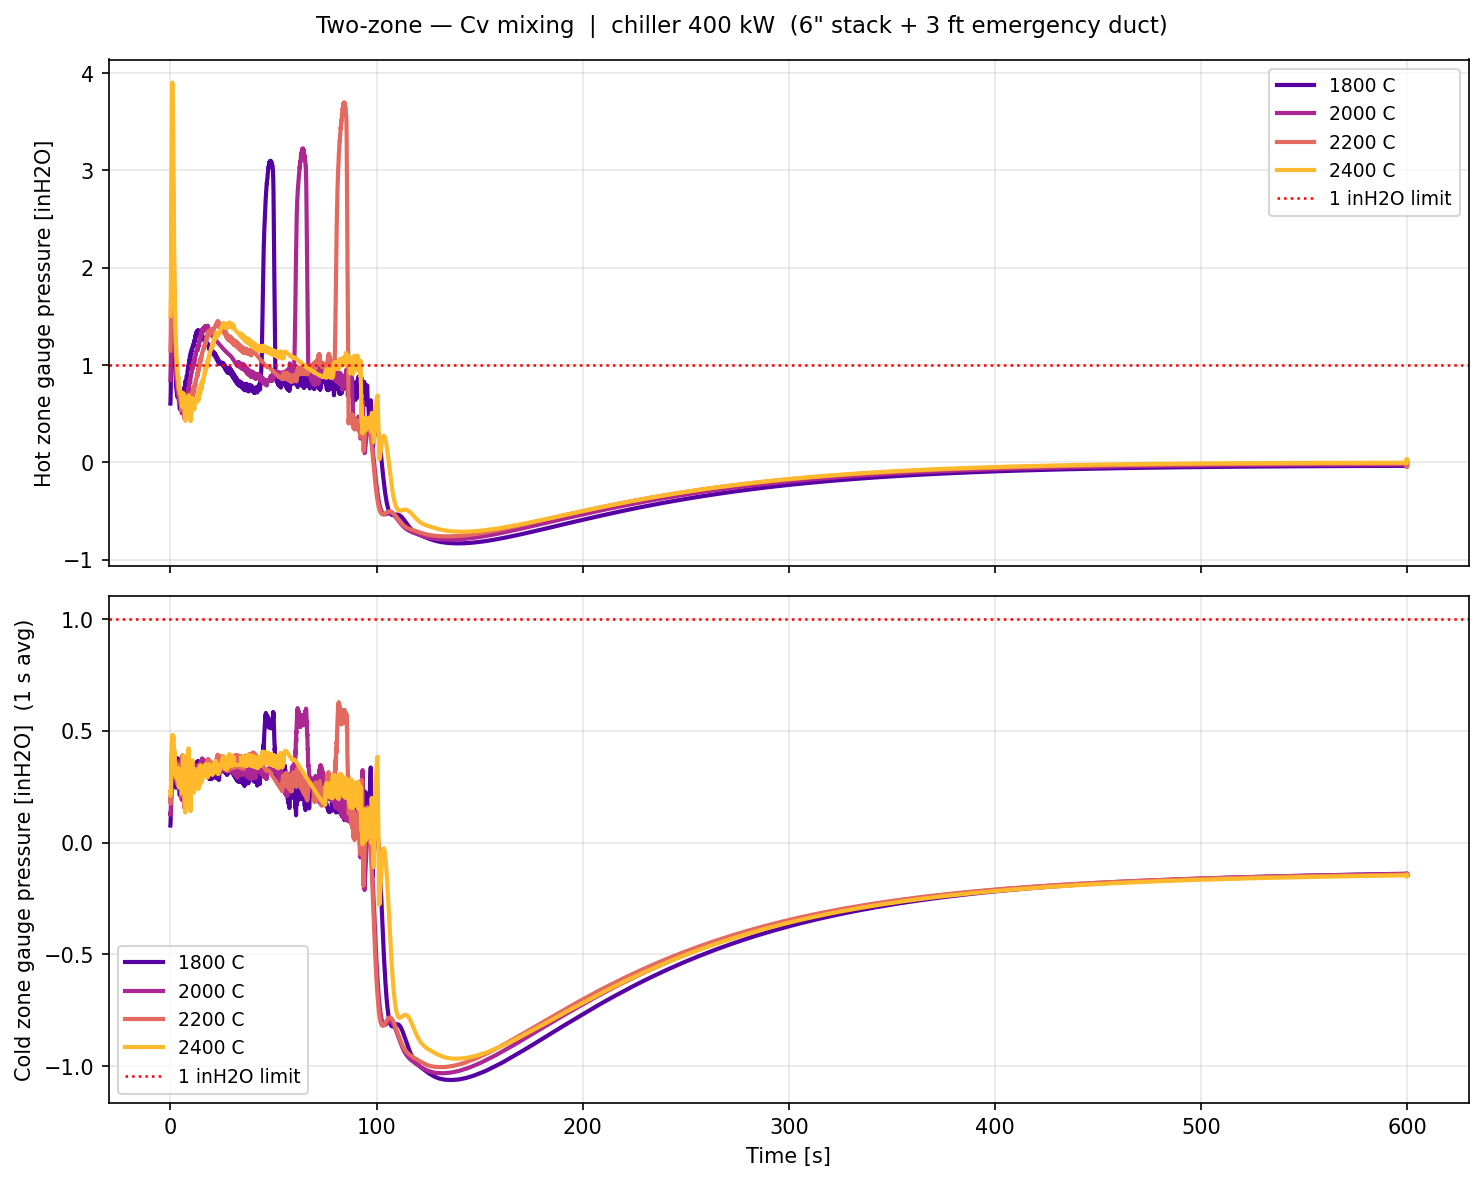 Two-zone — Cv mixing | chiller 400 kW (6" stack + 3 ft emergency duct)
Hot zone gauge pressure [inH2O]
4
3
2
1
0
−1
1800 C
2000 C
2200 C
2400 C
1 inH2O limit
Cold zone gauge pressure [inH2O] (1 s avg)
1.0
0.5
0.0
−0.5
−1.0
1800 C
2000 C
2200 C
2400 C
1 inH2O limit
0 100 200 300 400 500 600
Time [s]